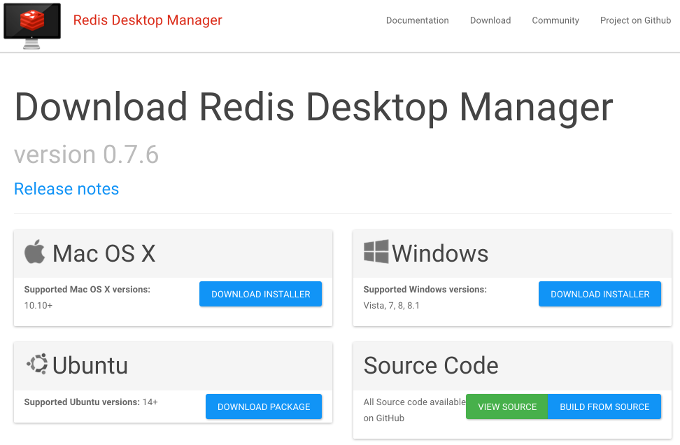 Redis Desktop Manager
Documentation Download Community Project on Github
Download Redis Desktop Manager
version 0.7.6
Release notes
Mac OS X
Supported Mac OS X versions:
10.10+
DOWNLOAD INSTALLER
Windows
Supported Windows versions:
Vista, 7, 8, 8.1
DOWNLOAD INSTALLER
Ubuntu
Supported Ubuntu versions: 14+
DOWNLOAD PACKAGE
Source Code
All Source code available
on GitHub
VIEW SOURCE
BUILD FROM SOURCE